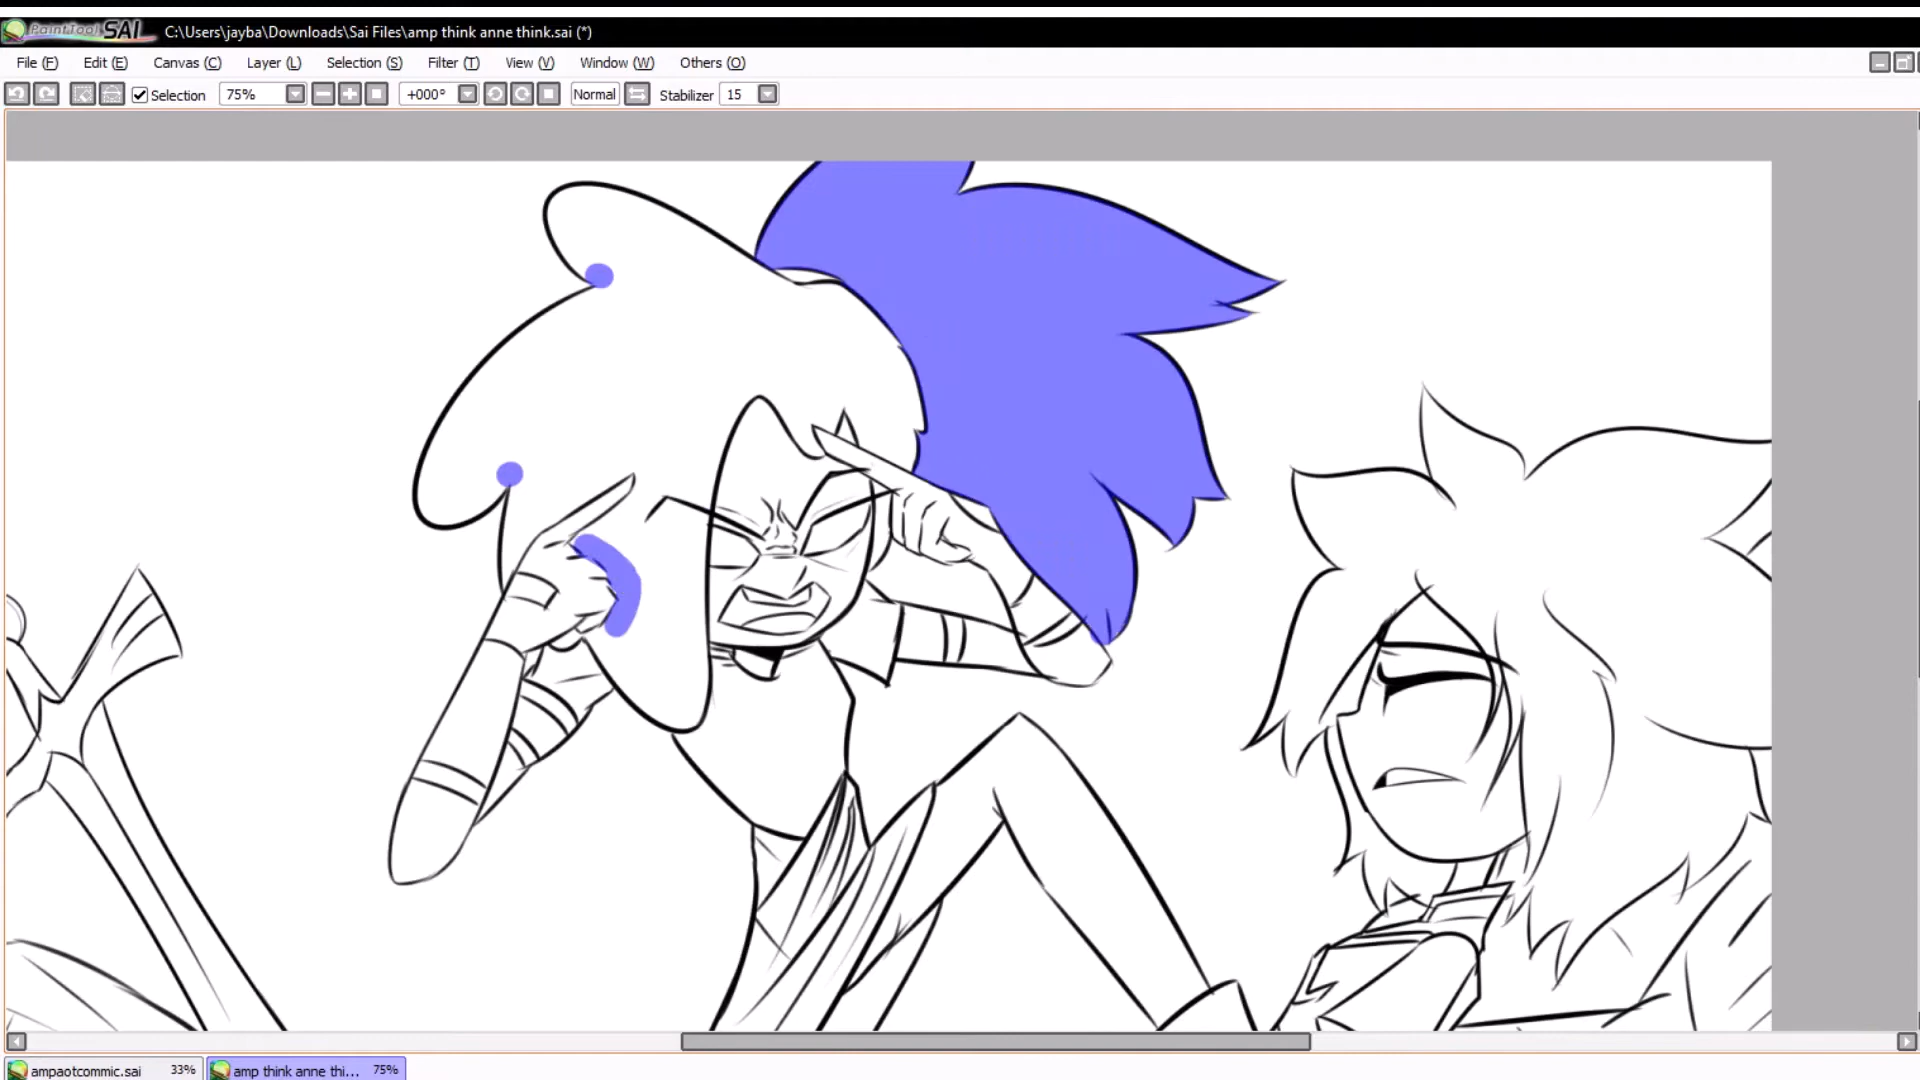 PaintTool SAI C:\Users\jayba\Downloads\Sai Files\amp think anne think.sai (*)
File (F) Edit (E) Canvas (C) Layer (L) Selection (S) Filter (T) View (V) Window (W) Others (O)
Selection 75% +000° Normal Stabilizer 15
ampaotcommic.sai 33% amp think anne thi... 75%